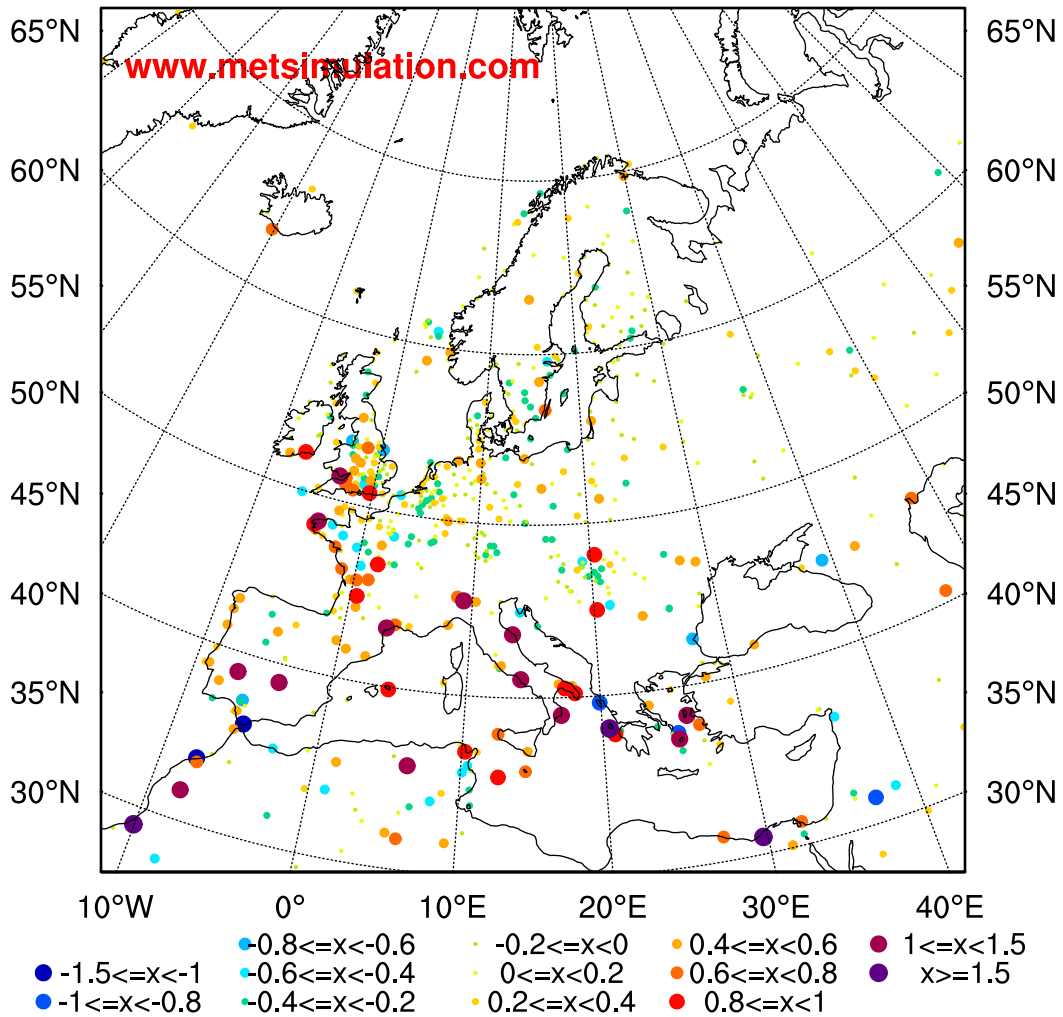 65°N 65°N
www.metsimulation.com
60°N 60°N
55°N 55°N
50°N 50°N
45°N 45°N
40°N 40°N
35°N 35°N
30°N 30°N
10°W 0° 10°E 20°E 30°E 40°E
-0.8<=x<-0.6 -0.2<=x<0 0.4<=x<0.6 1<=x<1.5
-1.5<=x<-1 -0.6<=x<-0.4 0<=x<0.2 0.6<=x<0.8 x>=1.5
-1<=x<-0.8 -0.4<=x<-0.2 0.2<=x<0.4 0.8<=x<1